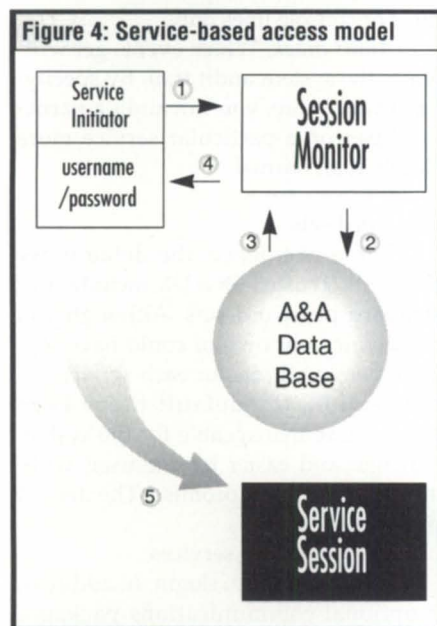 Figure 4: Service-based access model
Service
Initiator
①
Session
Monitor
username
/password
④
③
②
A&A
Data
Base
⑤
Service
Session